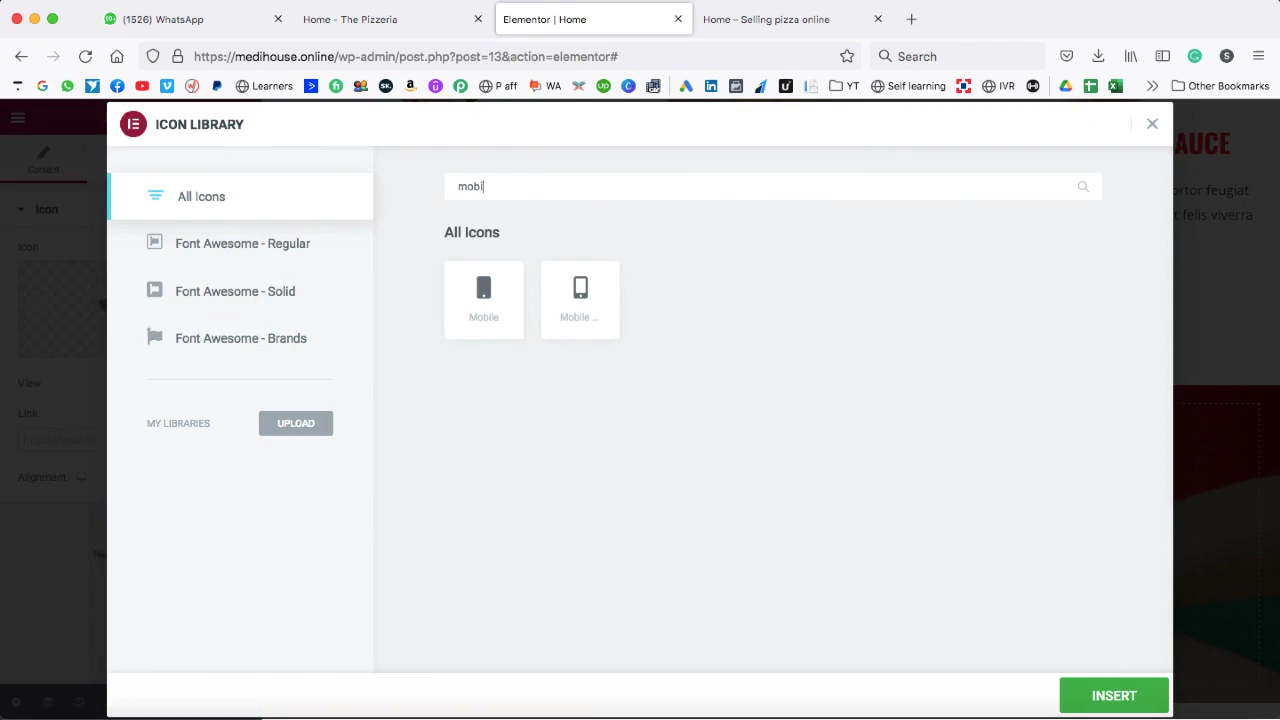 (1526) WhatsApp
Home - The Pizzeria
Elementor | Home
Home – Selling pizza online
https://medihouse.online/wp-admin/post.php?post=13&action=elementor#
Search
Learners
P aff
WA
YT
Self learning
IVR
Other Bookmarks
ICON LIBRARY
AUCE
Content
mobi
All Icons
ortor feugiat
Icon
t felis viverra
All Icons
Font Awesome - Regular
Icon
Font Awesome - Solid
Mobile
Mobile ...
Font Awesome - Brands
View
Link
MY LIBRARIES
UPLOAD
Alignment
INSERT